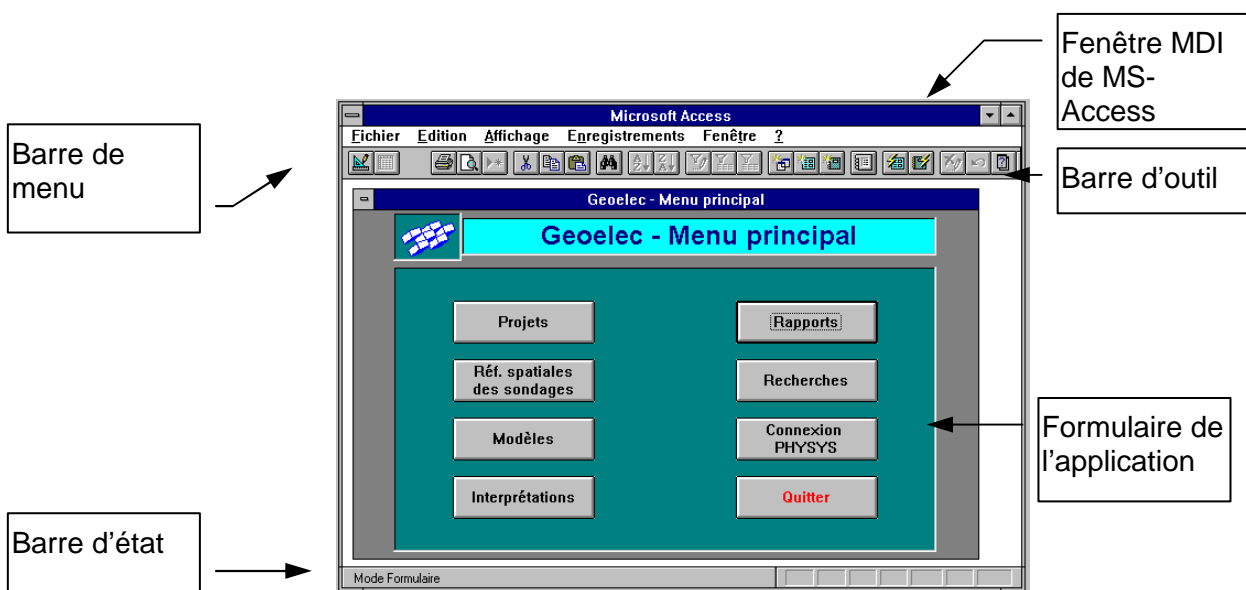 Fenêtre MDI
de MS-
Access
Barre de
menu
Microsoft Access
Fichier Edition Affichage Enregistrements Fenêtre ?
Barre d'outil
Geoelec - Menu principal
Geoelec - Menu principal
Projets
Rapports
Réf. spatiales
des sondages
Recherches
Modèles
Connexion
PHYSYS
Interprétations
Quitter
Formulaire de
l'application
Barre d'état
Mode Formulaire